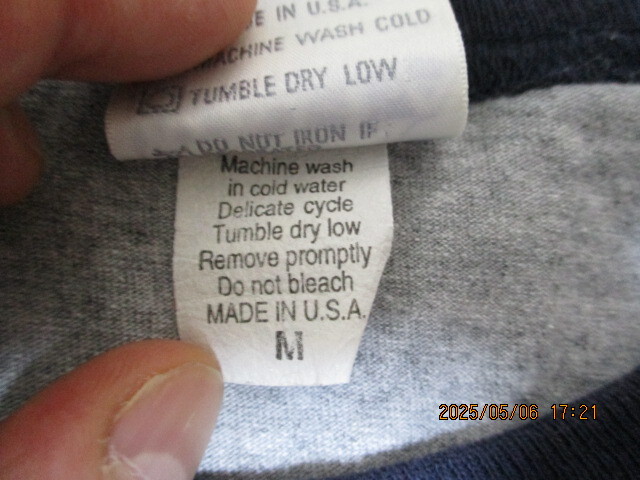 IN U.S.A.
MACHINE WASH COLD
TUMBLE DRY LOW
DO NOT IRON IF
Machine wash
in cold water
Delicate cycle
Tumble dry low
Remove promptly
Do not bleach
MADE IN U.S.A.
M
2025/05/06 17:21